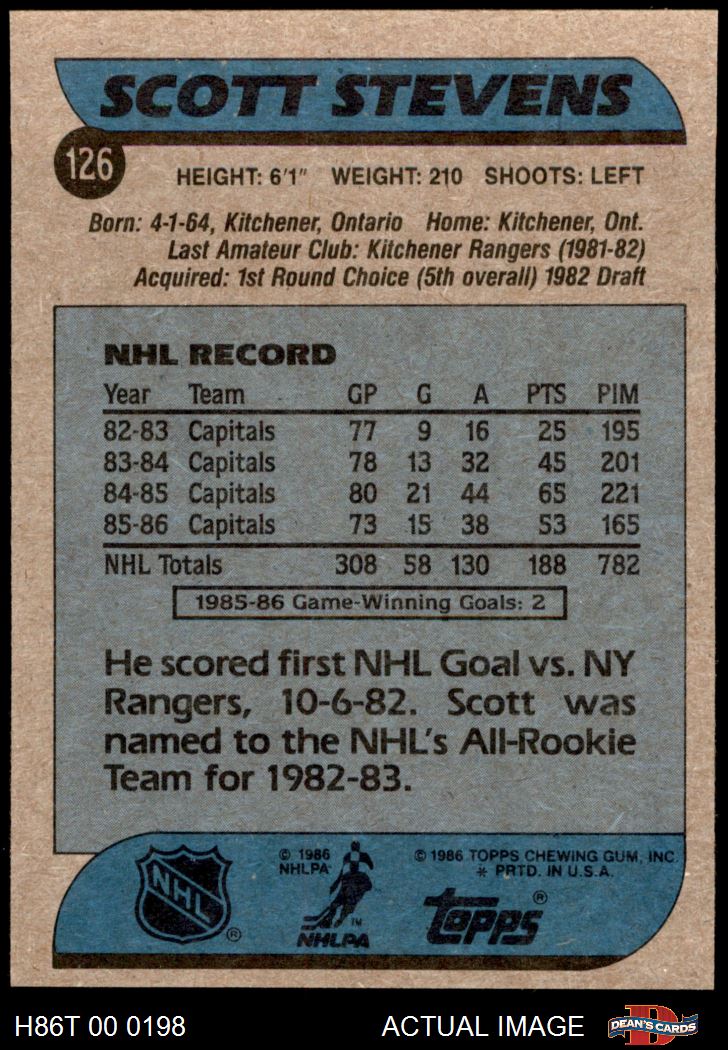 SCOTT STEVENS
126
HEIGHT: 6'1" WEIGHT: 210 SHOOTS: LEFT
Born: 4-1-64, Kitchener, Ontario Home: Kitchener, Ont.
Last Amateur Club: Kitchener Rangers (1981-82)
Acquired: 1st Round Choice (5th overall) 1982 Draft
NHL RECORD
Year Team GP G A PTS PIM
82-83 Capitals 77 9 16 25 195
83-84 Capitals 78 13 32 45 201
84-85 Capitals 80 21 44 65 221
85-86 Capitals 73 15 38 53 165
NHL Totals 308 58 130 188 782
1985-86 Game-Winning Goals: 2
He scored first NHL Goal vs. NY
Rangers, 10-6-82. Scott was
named to the NHL's All-Rookie
Team for 1982-83.
NHL ®
© 1986
NHLPA
™
NHLPA
© 1986 TOPPS CHEWING GUM, INC.
* PRTD. IN U.S.A.
topps ®
H86T 00 0198 ACTUAL IMAGE
D
DEAN'S CARDS